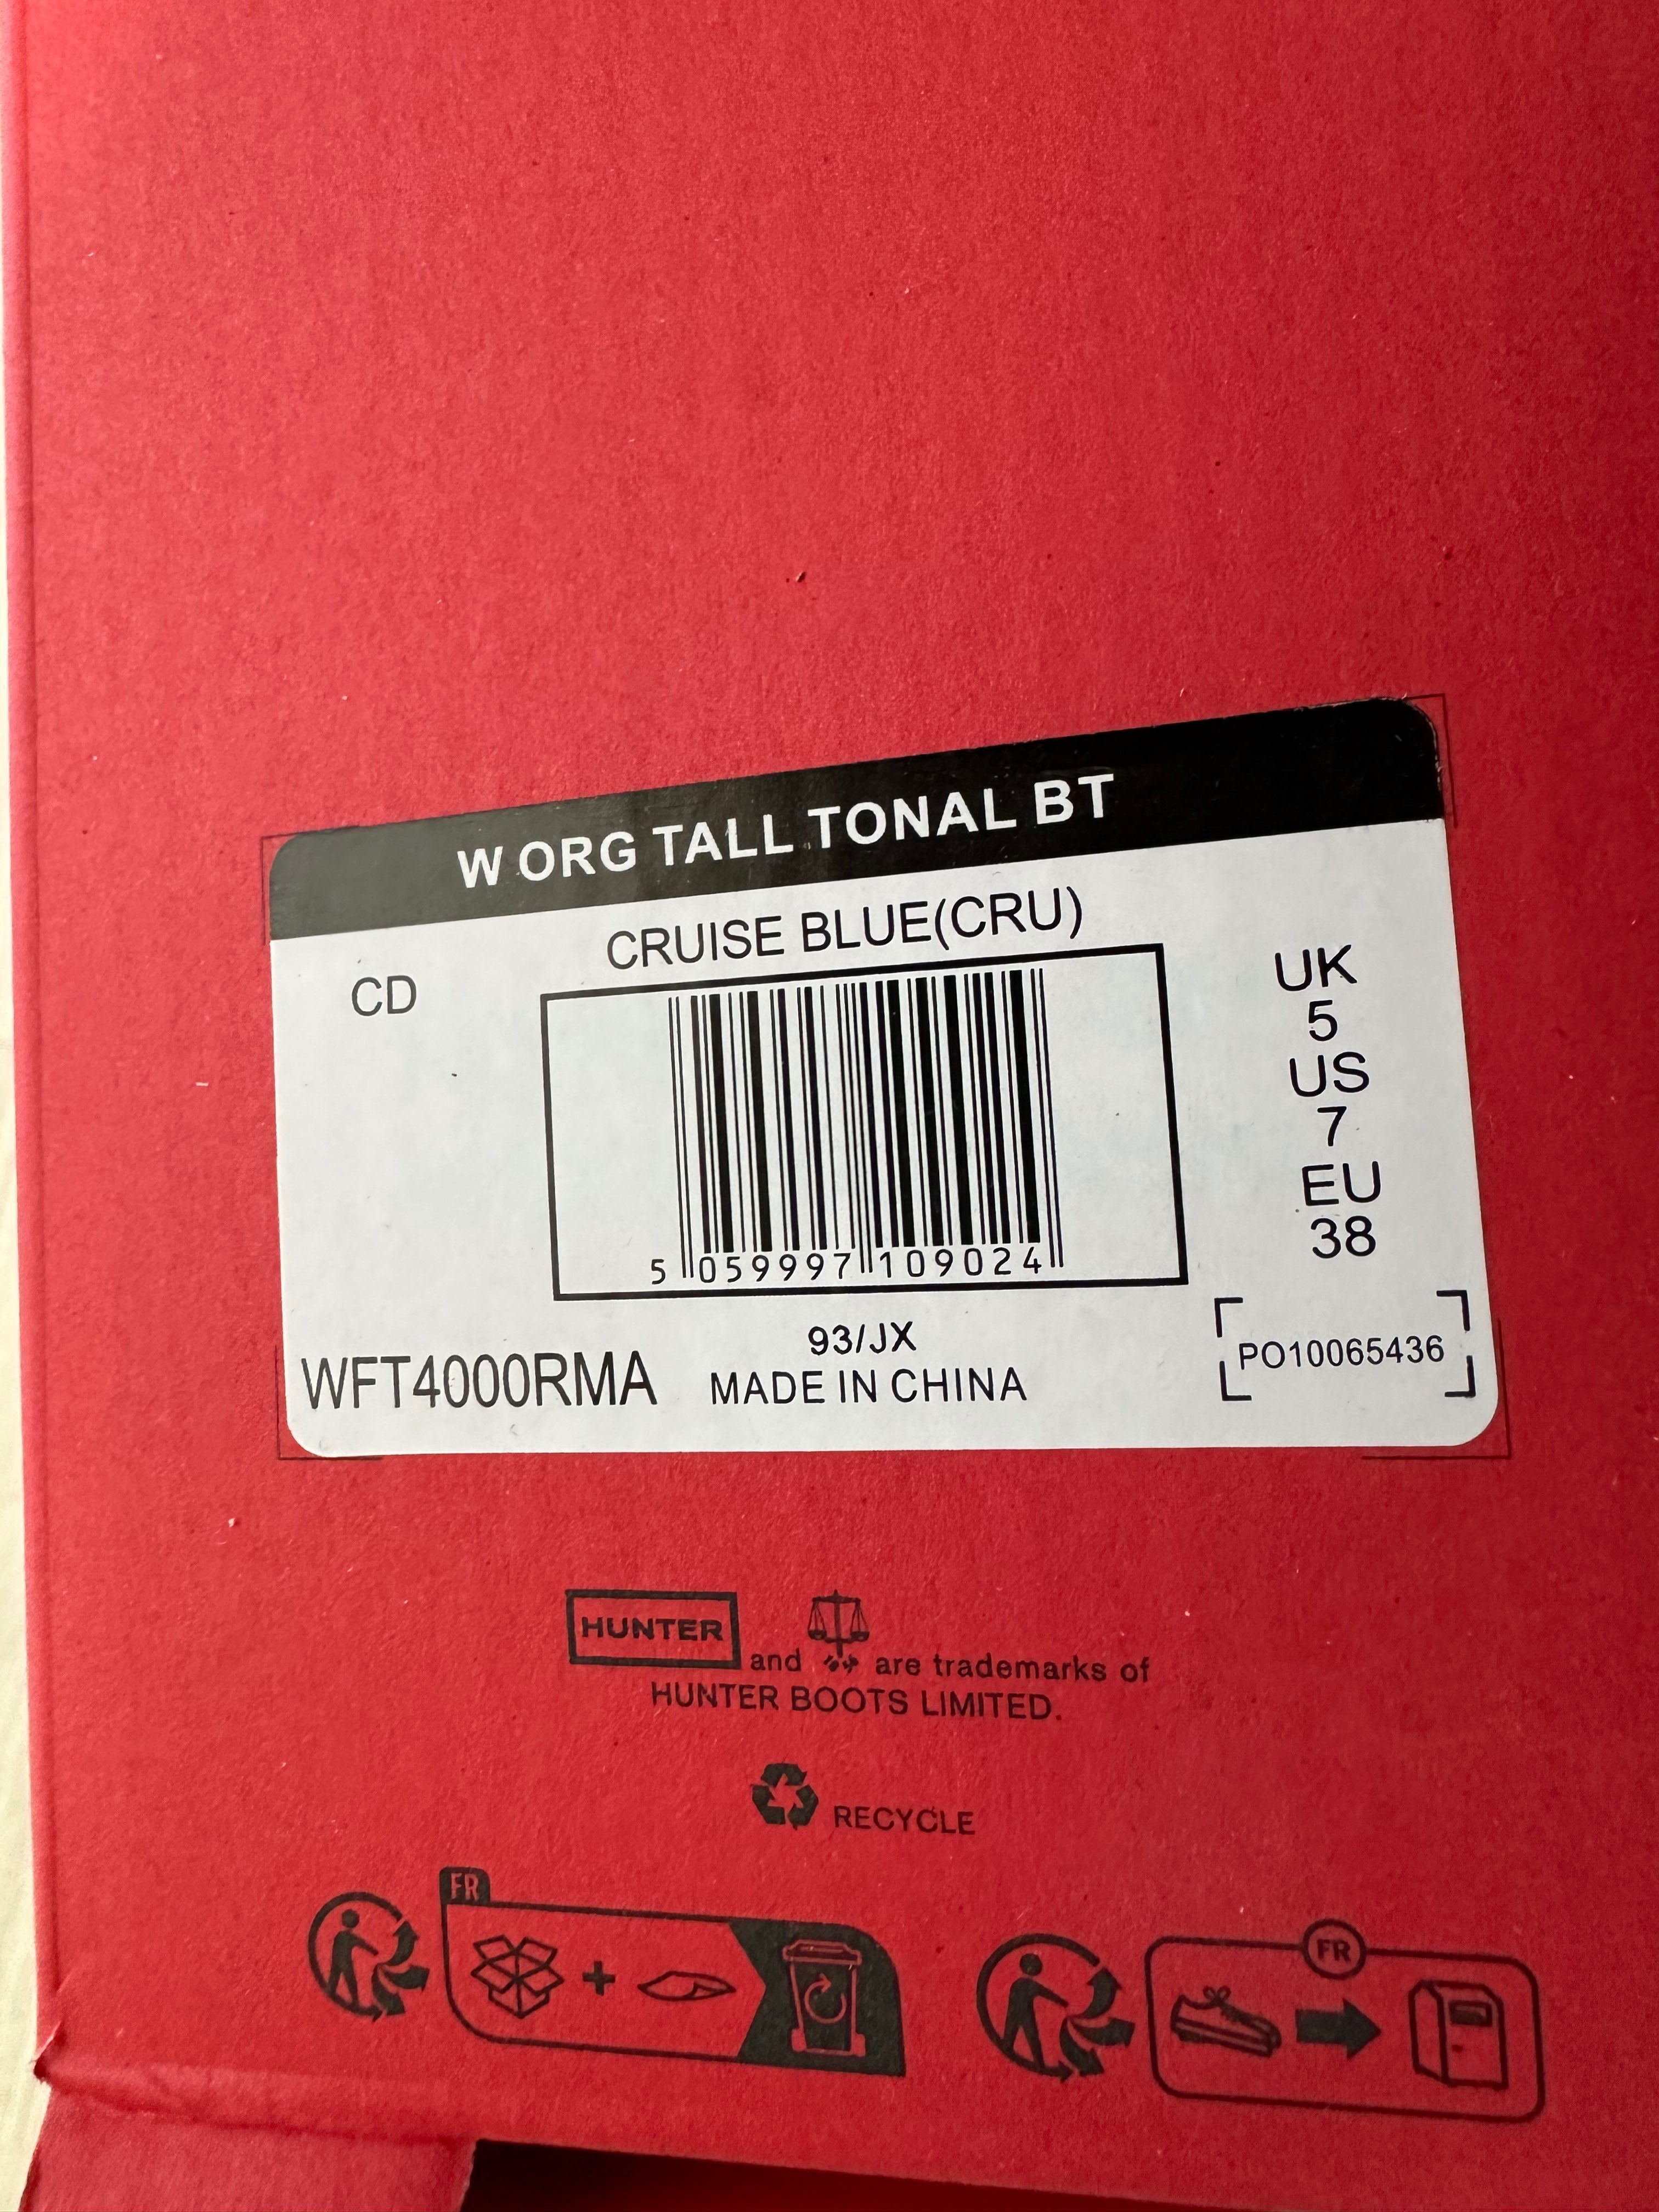 W ORG TALL TONAL BT
CRUISE BLUE(CRU)
CD
UK
5
US
7
EU
38
5 059997 109024
93/JX
WFT4000RMA
MADE IN CHINA
PO10065436
HUNTER and are trademarks of
HUNTER BOOTS LIMITED.
RECYCLE
FR
FR